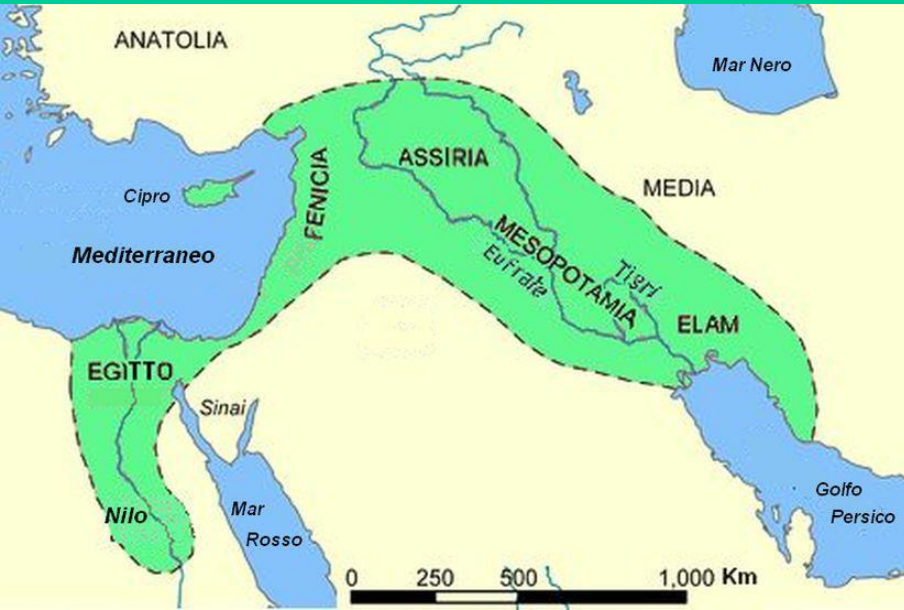 ANATOLIA
Mar Nero
ASSIRIA
FENICIA
MEDIA
Cipro
Mediterraneo
MESOPOTAMIA
Eufrate
Tigri
ELAM
EGITTO
Sinai
Nilo
Mar
Rosso
Golfo
Persico
0 250 500 1,000 Km